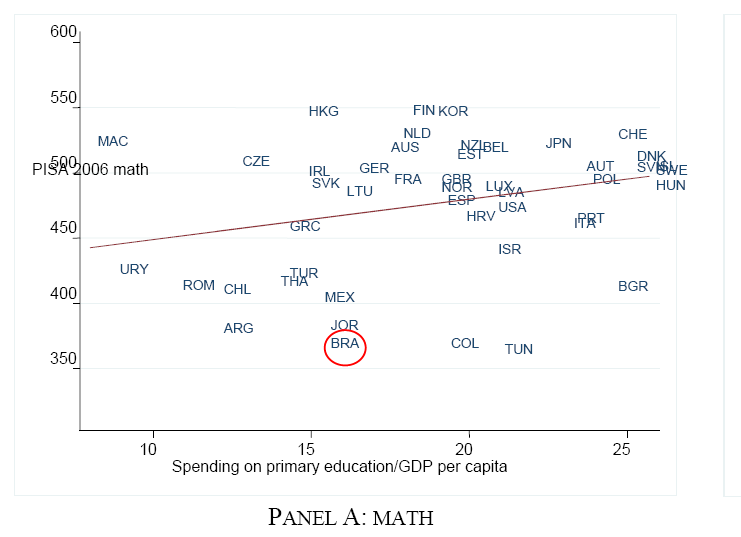 600
550
HKG
FIN
KOR
MAC
NLD
CHE
AUS
NZL
BEL
JPN
EST
DNK
CZE
500
PISA 2006 math
IRL
GER
AUT
SVN
ISL
SWE
SVK
FRA
GBR
POL
HUN
LTU
NOR
LUX
LVA
ESP
USA
HRV
PRT
ITA
GRC
450
ISR
URY
TUR
THA
ROM
CHL
BGR
400
MEX
ARG
JOR
BRA
COL
TUN
350
10 15 20 25
Spending on primary education/GDP per capita
PANEL A: MATH